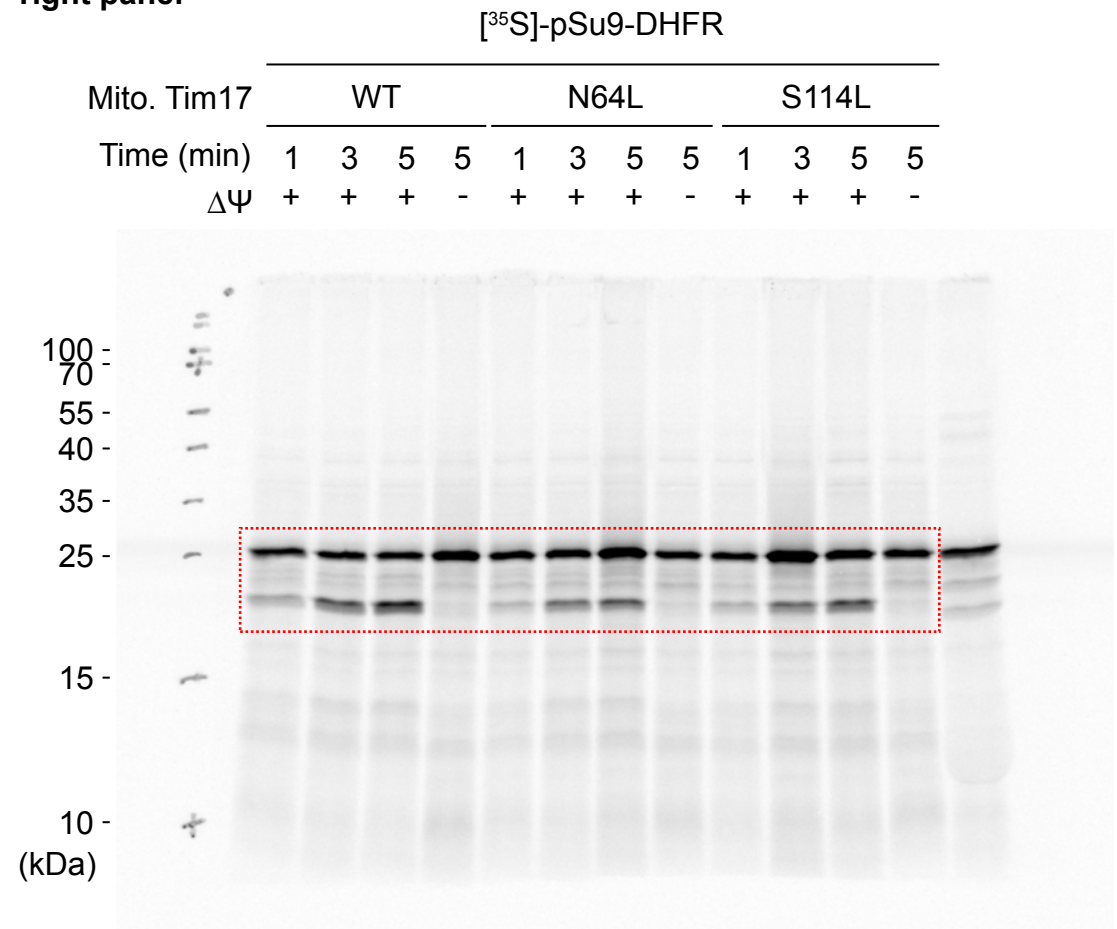 right panel
[³⁵S]-pSu9-DHFR
Mito. Tim17 WT N64L S114L
Time (min) 1 3 5 5 1 3 5 5 1 3 5 5
ΔΨ + + + - + + + - + + + -
100 -
70 -
55 -
40 -
35 -
25 -
15 -
10 -
(kDa)